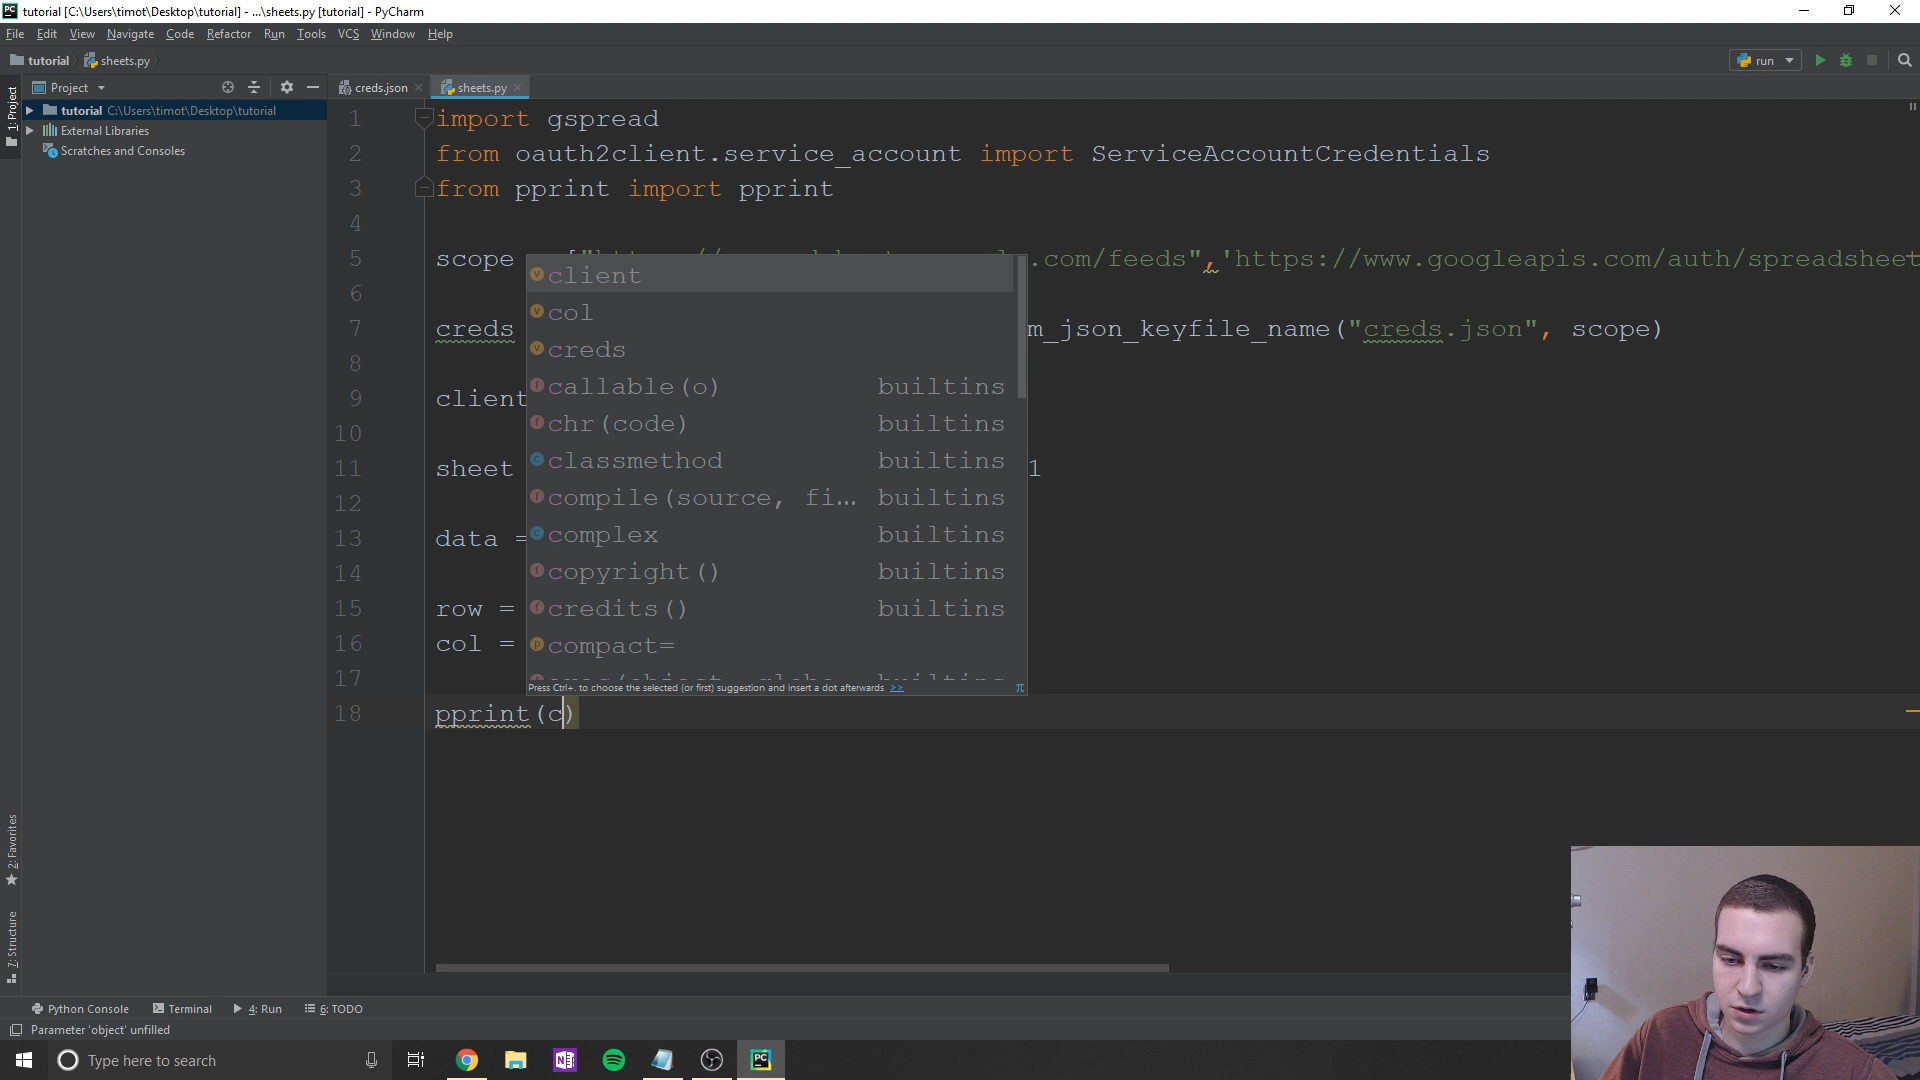 tutorial [C:\Users\timot\Desktop\tutorial] - ...\sheets.py [tutorial] - PyCharm
File Edit View Navigate Code Refactor Run Tools VCS Window Help
tutorial sheets.py run
Project creds.json sheets.py
1: Project
tutorial C:\Users\timot\Desktop\tutorial
External Libraries
Scratches and Consoles
1 import gspread
2 from oauth2client.service_account import ServiceAccountCredentials
3 from pprint import pprint
4
5 scope .com/feeds",'https://www.googleapis.com/auth/spreadsheet
6
7 creds m_json_keyfile_name("creds.json", scope)
8
9 client
10
11 sheet 1
12
13 data =
14
15 row =
16 col =
17
18 pprint(c)
client
col
creds
callable(o) builtins
chr(code) builtins
classmethod builtins
compile(source, fi... builtins
complex builtins
copyright() builtins
credits() builtins
compact=
Press Ctrl+. to choose the selected (or first) suggestion and insert a dot afterwards >> π
2: Favorites
7: Structure
Python Console Terminal 4: Run 6: TODO
Parameter 'object' unfilled
Type here to search